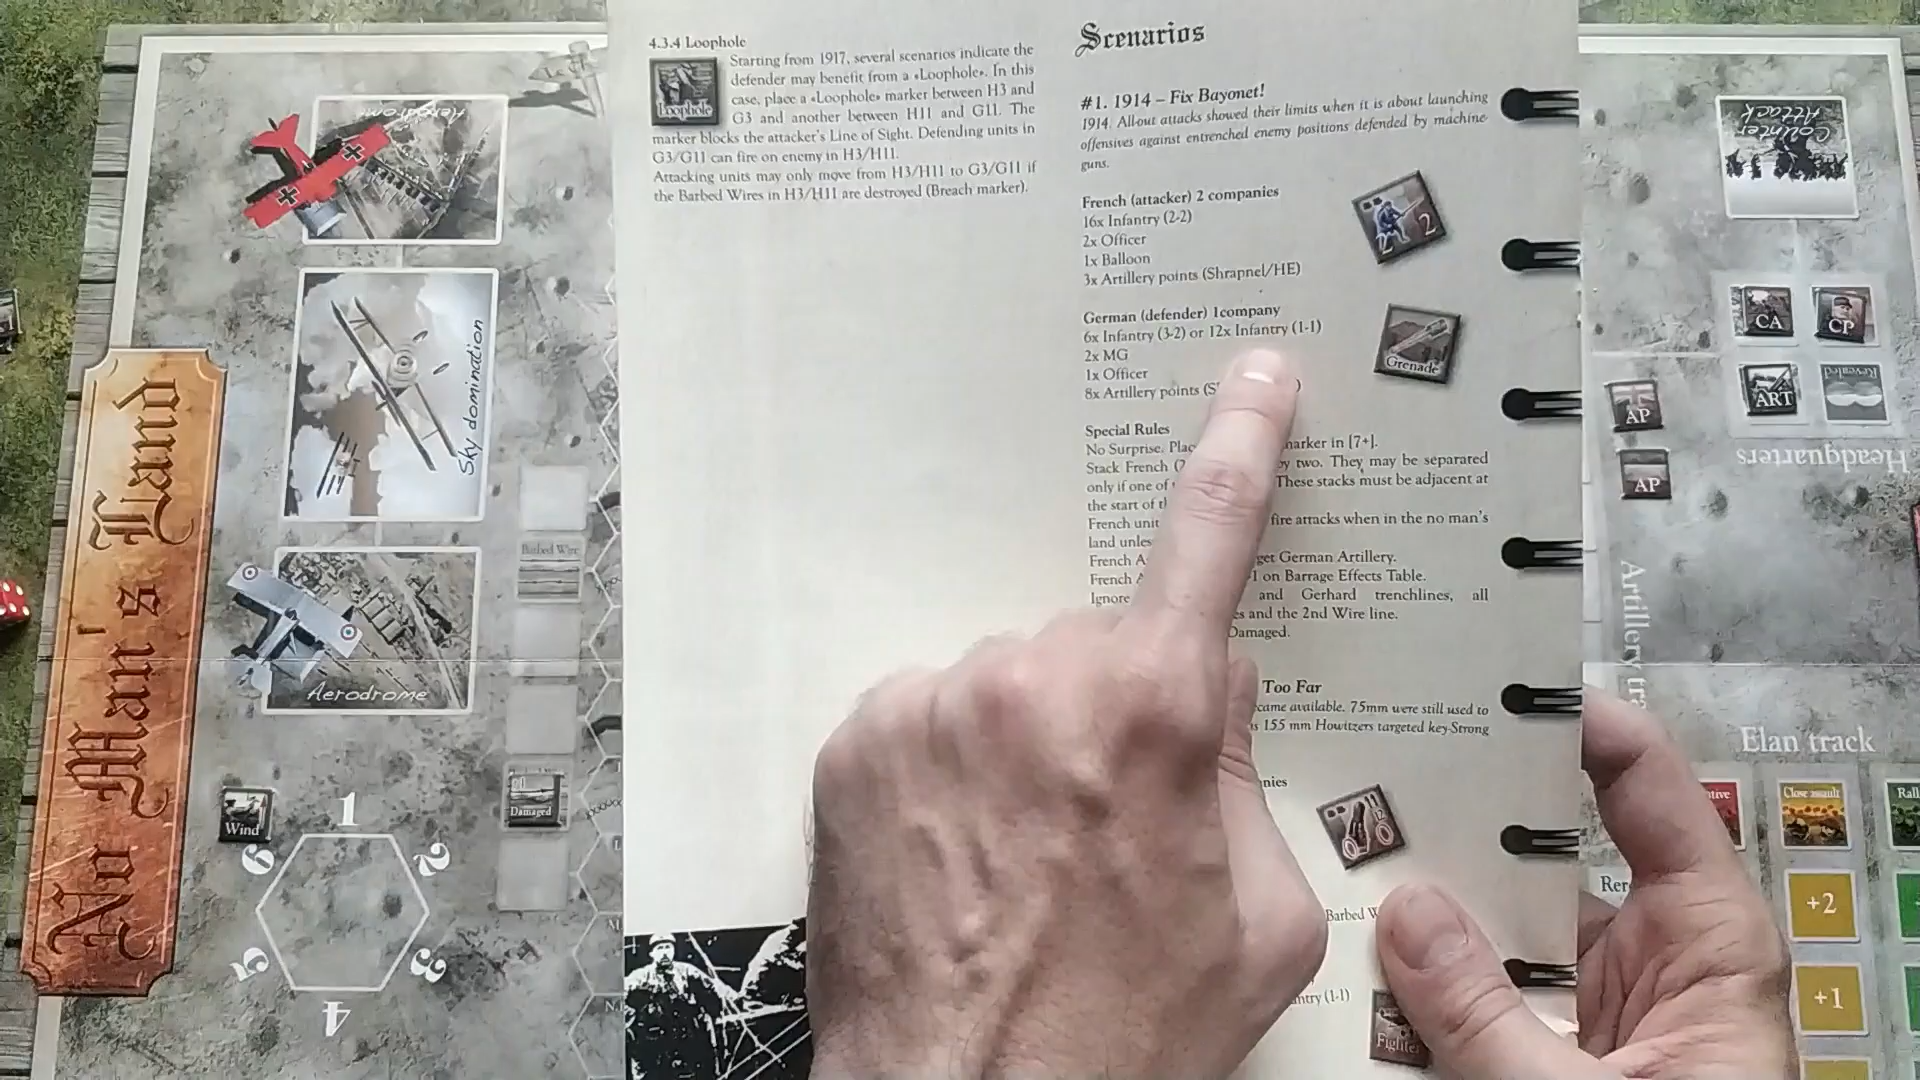 4.3.4 Loophole
Starting from 1917, several scenarios indicate the
defender may benefit from a «Loophole». In this
case, place a «Loophole» marker between H3 and
G3 and another between H11 and G11. The
marker blocks the attacker's Line of Sight. Defending units in
G3/G11 can fire on enemy in H3/H11.
Attacking units may only move from H3/H11 to G3/G11 if
the Barbed Wires in H3/H11 are destroyed (Breach marker).
Loophole
Scenarios
#1. 1914 – Fix Bayonet!
1914. All-out attacks showed their limits when it is about launching
offensives against entrenched enemy positions defended by machine
guns.
French (attacker) 2 companies
16x Infantry (2-2)
2x Officer
1x Balloon
3x Artillery points (Shrapnel/HE)
2 2
German (defender) 1company
6x Infantry (3-2) or 12x Infantry (1-1)
2x MG
1x Officer
8x Artillery points
Grenade
Special Rules
No Surprise. marker in [7+].
Stack French by two. They may be separated
only if one of These stacks must be adjacent at
the start of
French fire attacks when in the no man's
land
French German Artillery.
French on Barrage Effects Table.
Ignore and Gerhard trenchlines, all
and the 2nd Wire line.
Damaged.
Too Far
available. 75mm were still used to
155 mm Howitzers targeted key-Strong
Barbed
(1-1)
Fighter
No Man's Land
Aerodrome
Sky domination
Aerodrome
Barbed Wire
Damaged
Wind
1
2
3
4
5
6
Counter
Attack
CA
CP
ART
Revealed
Headquarters
AP
AP
Artillery
Elan track
Close assault
+2
+1